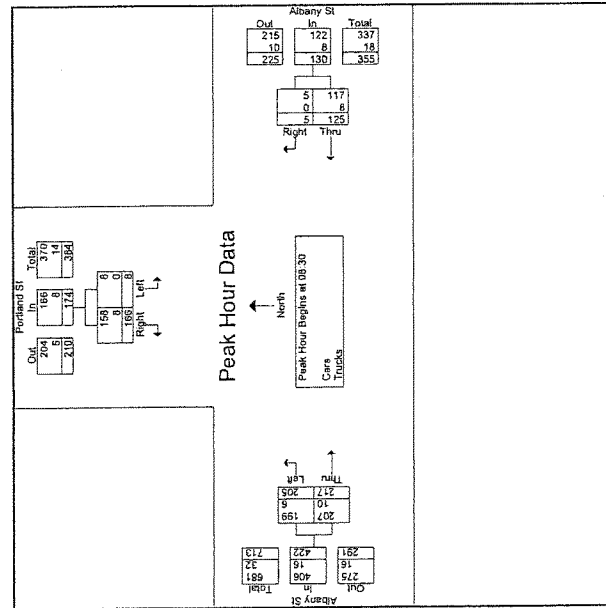 Albany St
Out In Total
215 122 337
10 8 18
225 130 355
5 117
0 8
5 125
Right Thru
Portland St
Out In Total
204 166 370
6 8 14
210 174 384
158 8
8 0
166 8
Right Left
Peak Hour Data
North
Peak Hour Begins at 08:30
Cars
Trucks
Left Thru
205 217
6 10
199 207
713 422 291
32 16 16
681 406 275
Total In Out
Albany St